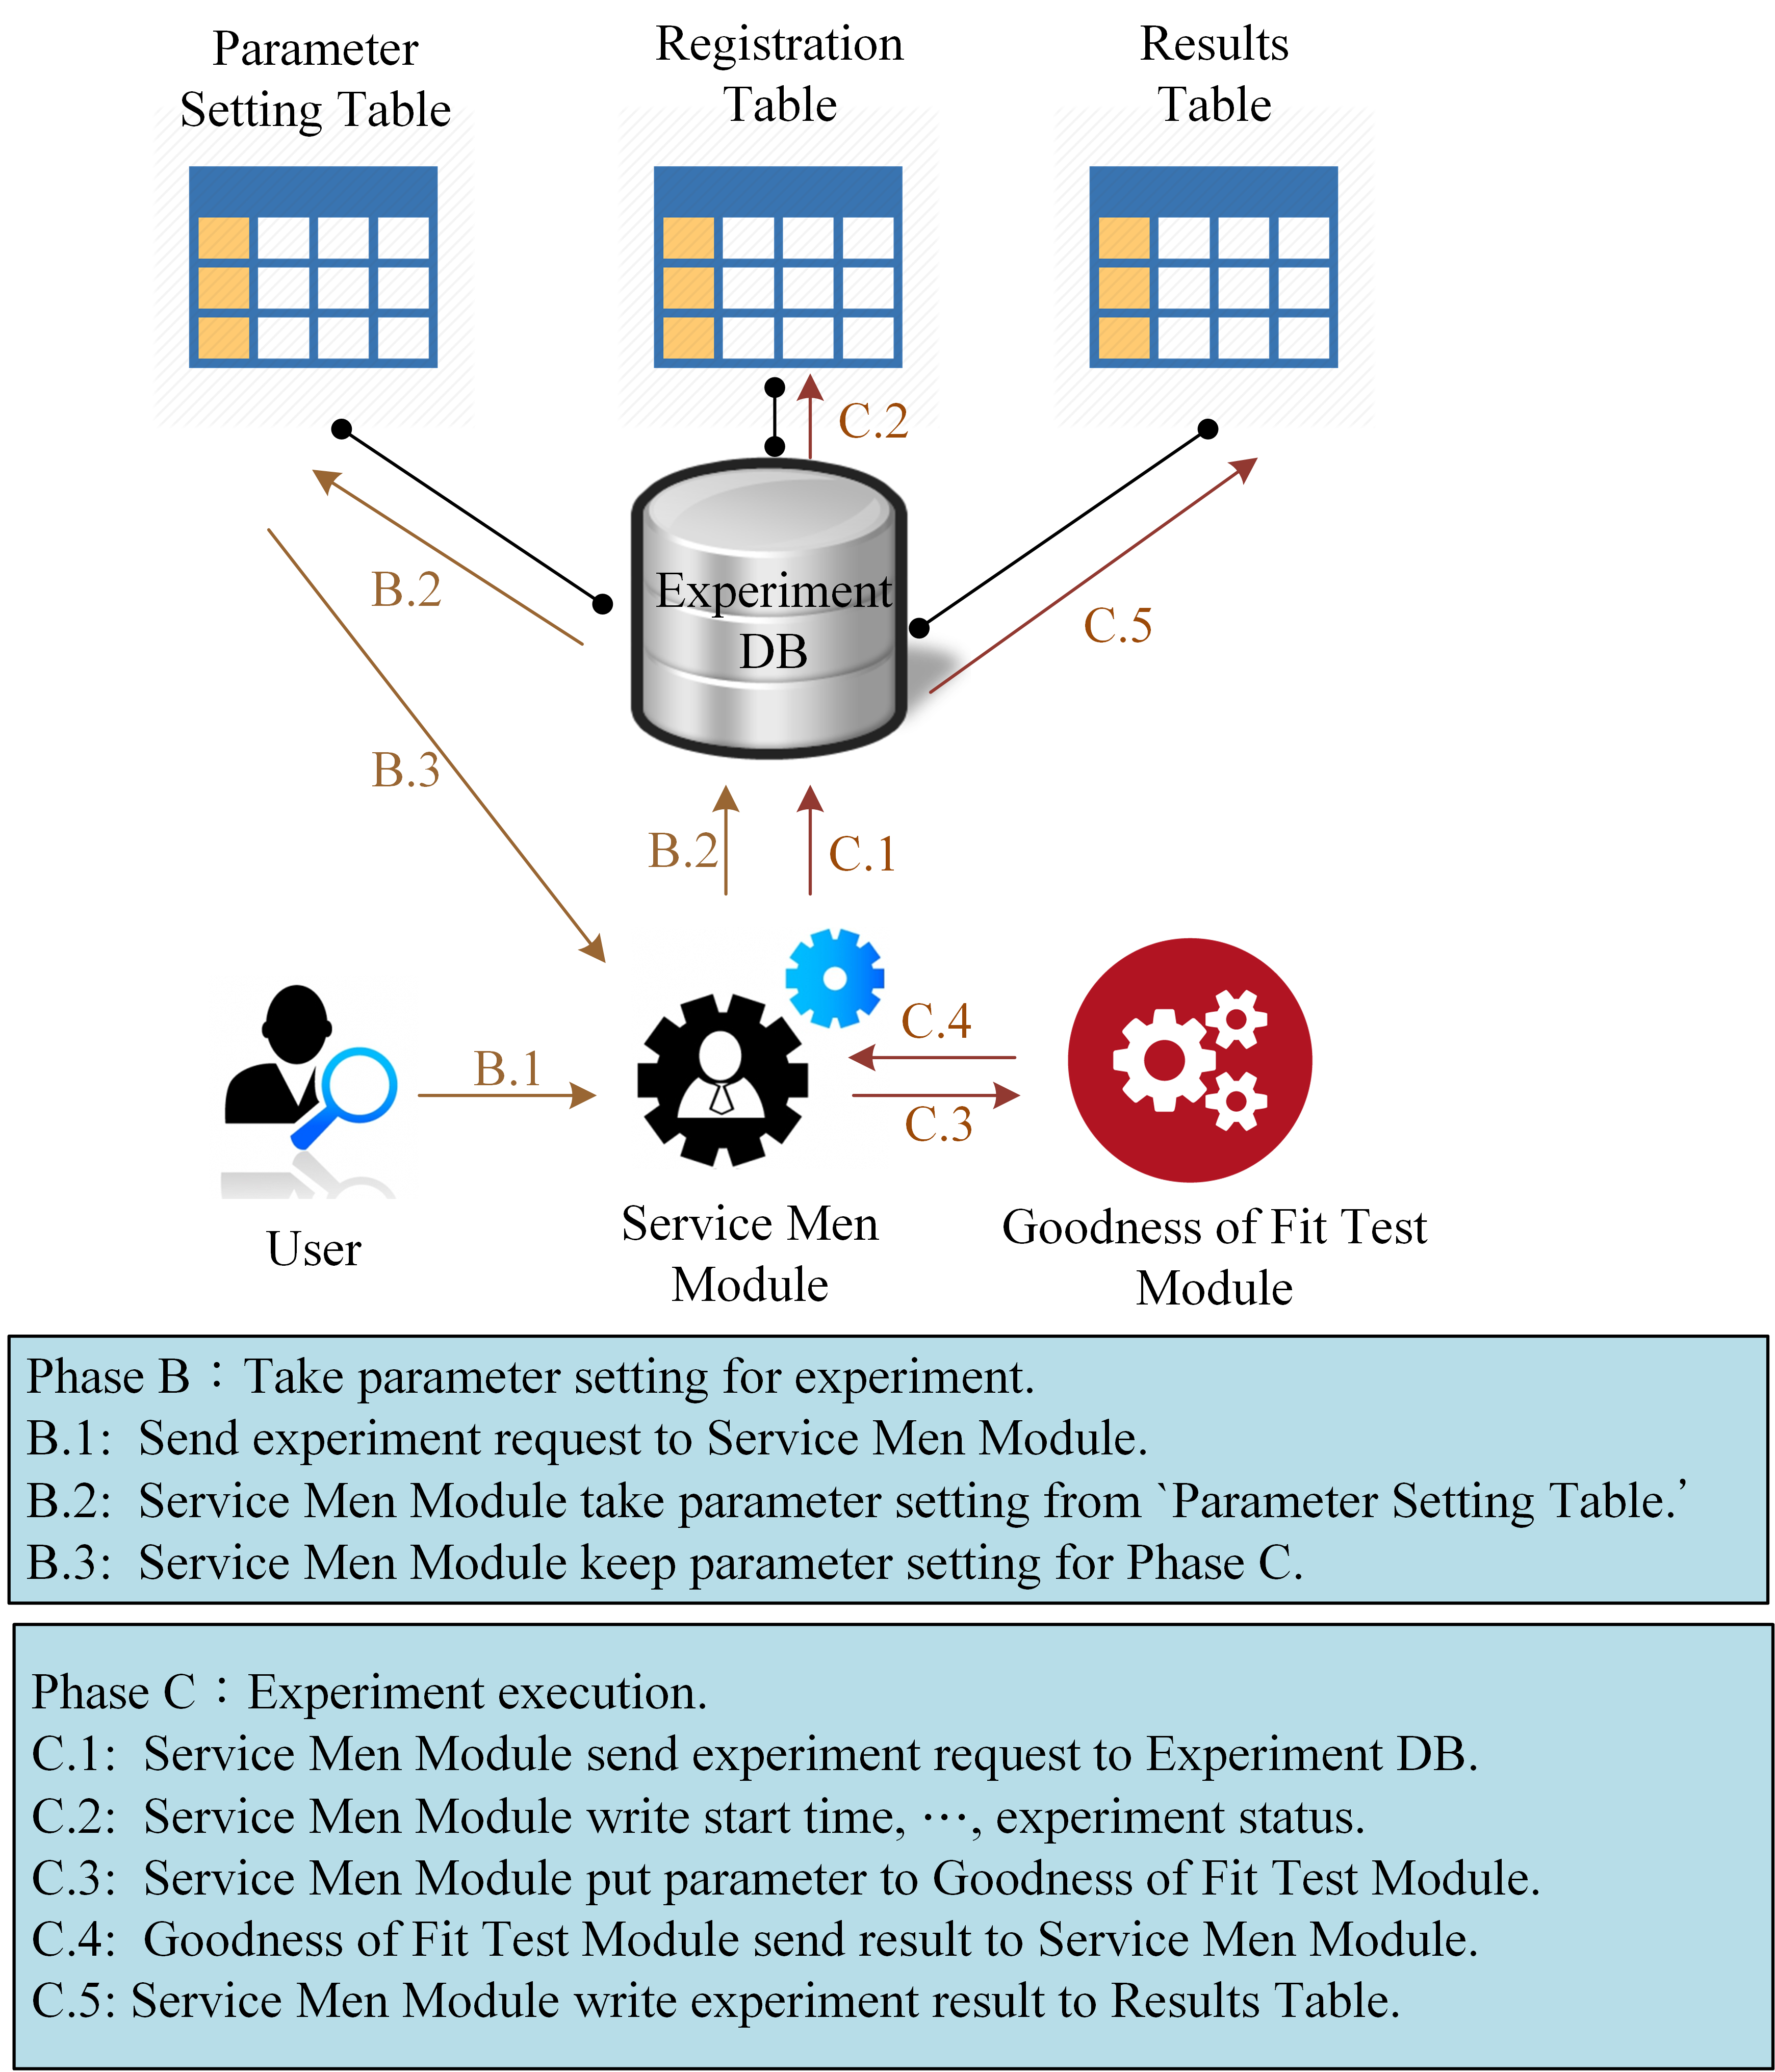 Parameter
Setting Table
Registration
Table
Results
Table
C.2
B.2
Experiment
DB
C.5
B.3
B.2
C.1
C.4
B.1
C.3
User
Service Men
Module
Goodness of Fit Test
Module
Phase B：Take parameter setting for experiment.
B.1:  Send experiment request to Service Men Module.
B.2:  Service Men Module take parameter setting from `Parameter Setting Table.’
B.3:  Service Men Module keep parameter setting for Phase C.
Phase C：Experiment execution.
C.1:  Service Men Module send experiment request to Experiment DB.
C.2:  Service Men Module write start time, …, experiment status.
C.3:  Service Men Module put parameter to Goodness of Fit Test Module.
C.4:  Goodness of Fit Test Module send result to Service Men Module.
C.5: Service Men Module write experiment result to Results Table.